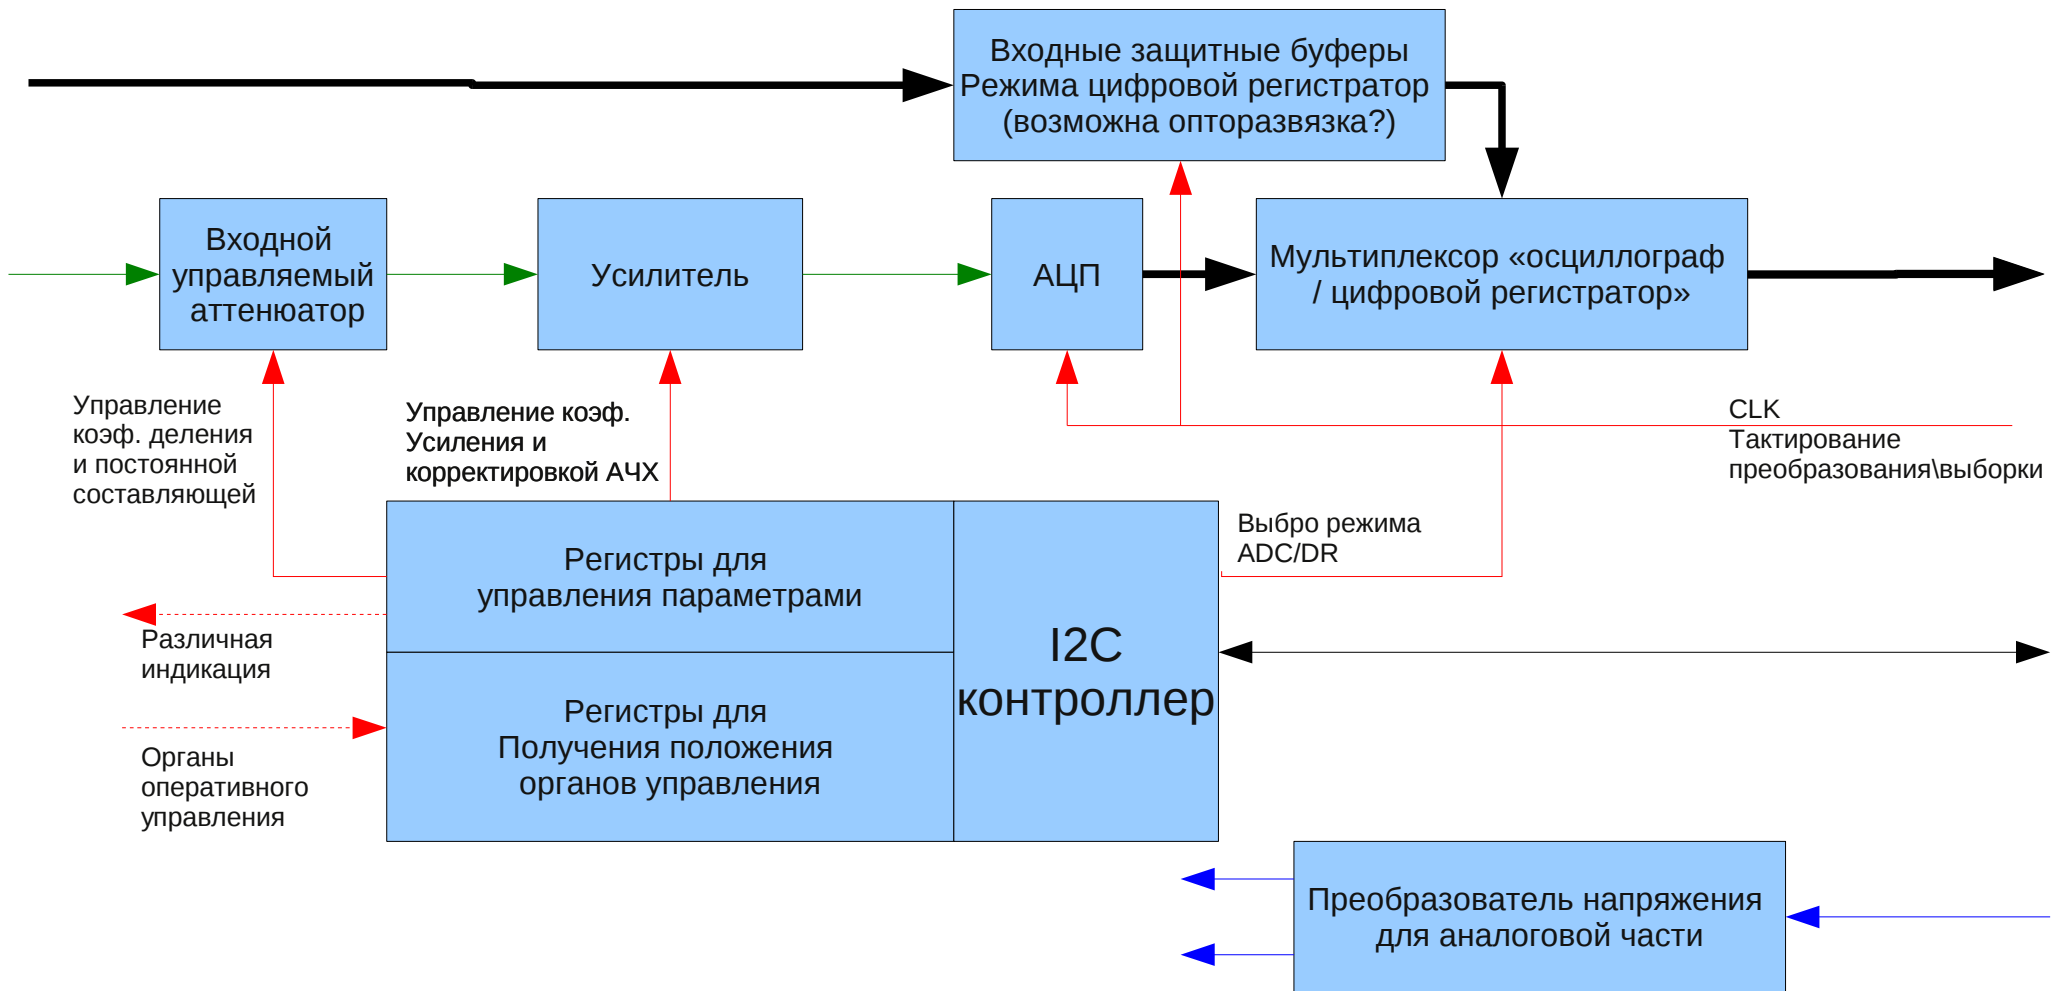 Входные защитные буферы
Режима цифровой регистратор
(возможна опторазвязка?)
Входной
управляемый
аттенюатор
Усилитель
АЦП
Мультиплексор «осциллограф
/ цифровой регистратор»
Управление
коэф. деления
и постоянной
составляющей
Управление коэф.
Усиления и
корректировкой АЧХ
CLK
Тактирование
преобразования\выборки
Выбро режима
ADC/DR
Регистры для
управления параметрами
I2C
контроллер
Различная
индикация
Регистры для
Получения положения
органов управления
Органы
оперативного
управления
Преобразователь напряжения
для аналоговой части